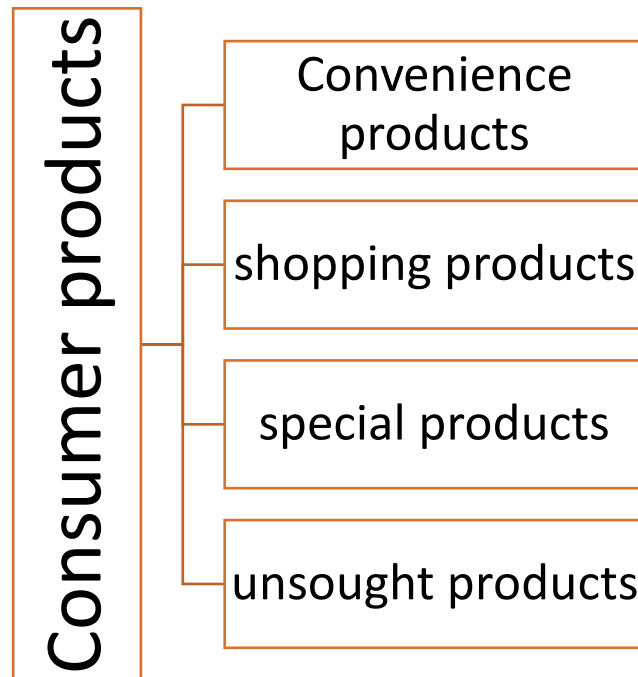 Consumer products
Convenience
products
shopping products
special products
unsought products